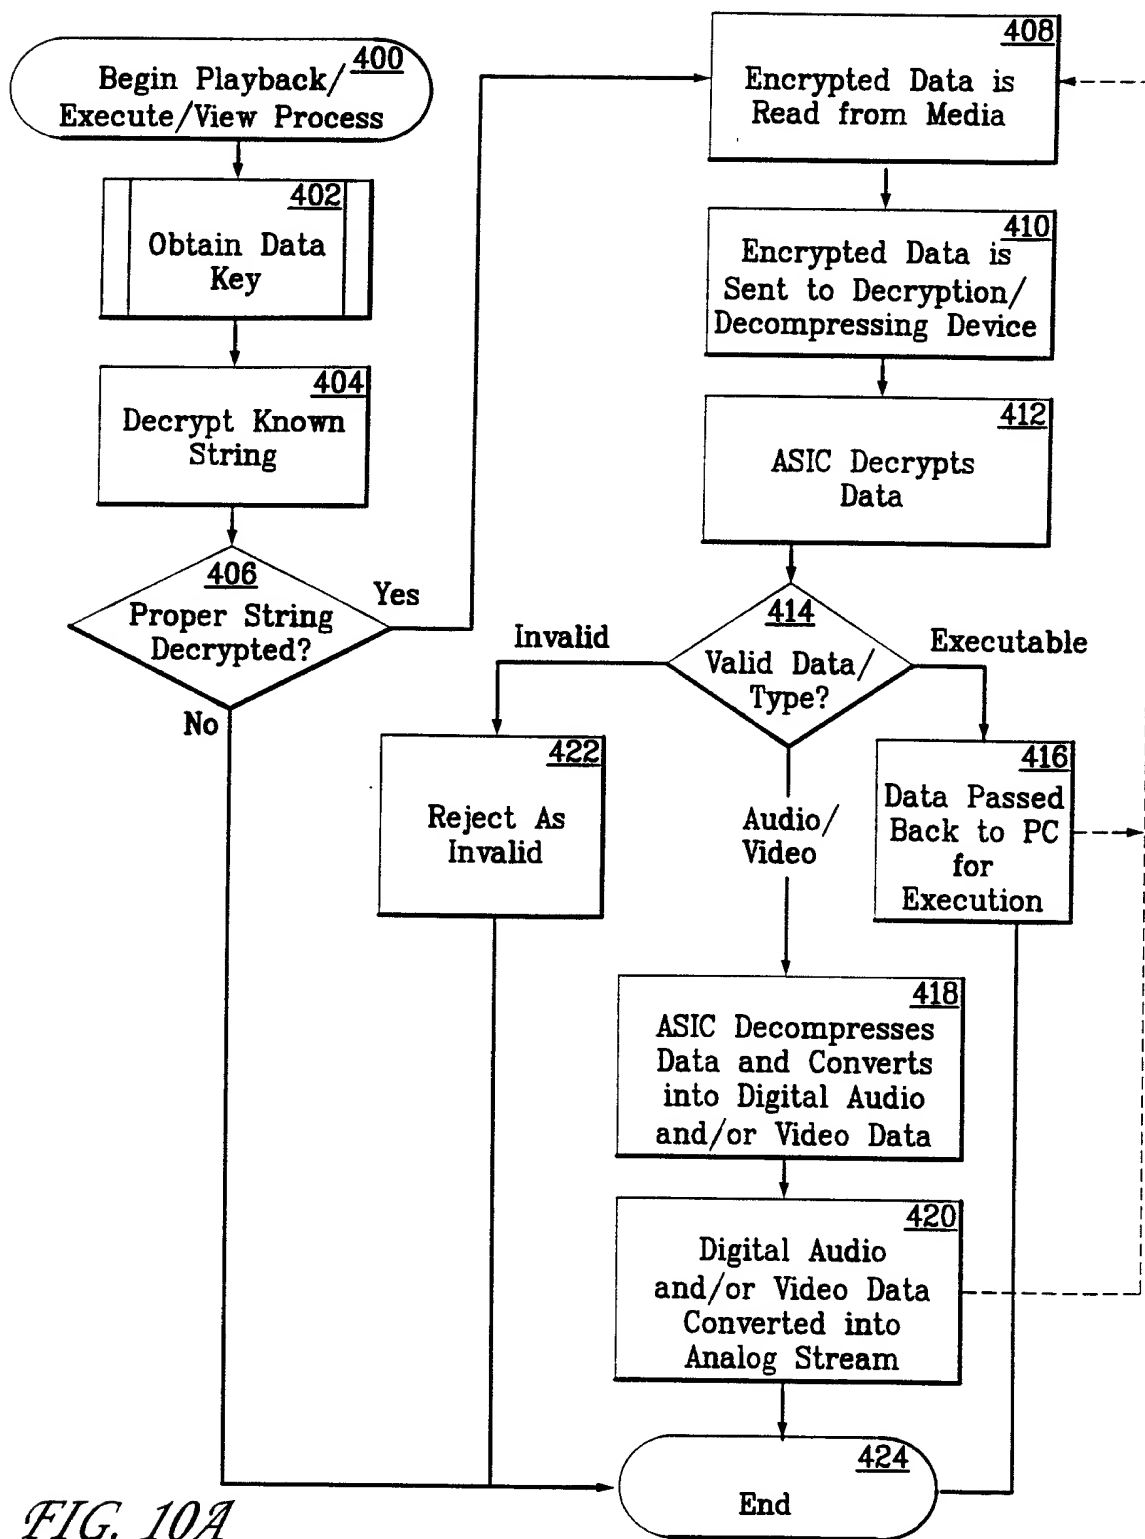 400
Begin Playback/
Execute/View Process
402
Obtain Data
Key
404
Decrypt Known
String
406
Proper String
Decrypted?
Yes
No
408
Encrypted Data is
Read from Media
410
Encrypted Data is
Sent to Decryption/
Decompressing Device
412
ASIC Decrypts
Data
414
Valid Data/
Type?
Invalid
Executable
Audio/
Video
422
Reject As
Invalid
416
Data Passed
Back to PC
for
Execution
418
ASIC Decompresses
Data and Converts
into Digital Audio
and/or Video Data
420
Digital Audio
and/or Video Data
Converted into
Analog Stream
424
End
FIG. 10A